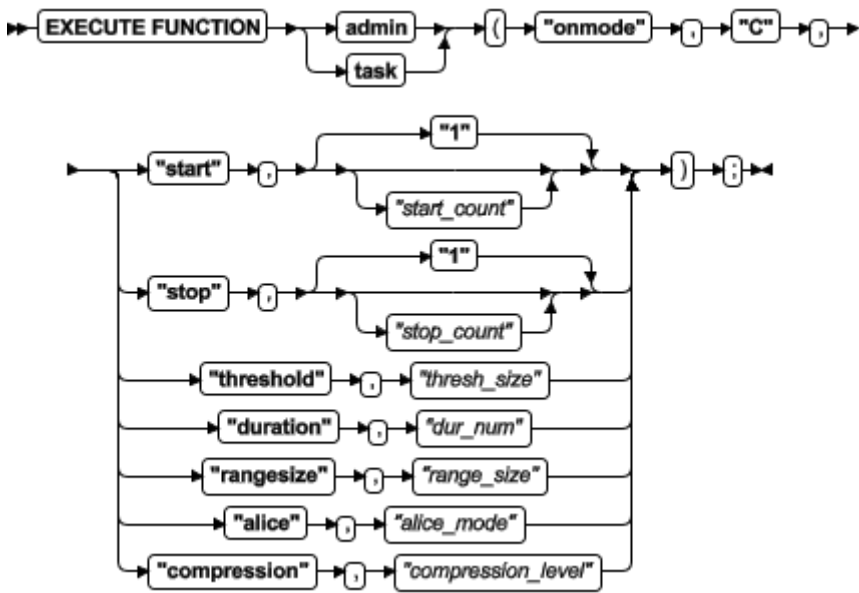 EXECUTE FUNCTION admin ( "onmode" , "C" ,
task
"1"
"start" , ) ;
"start_count"
"1"
"stop" ,
"stop_count"
"threshold" , "thresh_size"
"duration" , "dur_num"
"rangesize" , "range_size"
"alice" , "alice_mode"
"compression" , "compression_level"